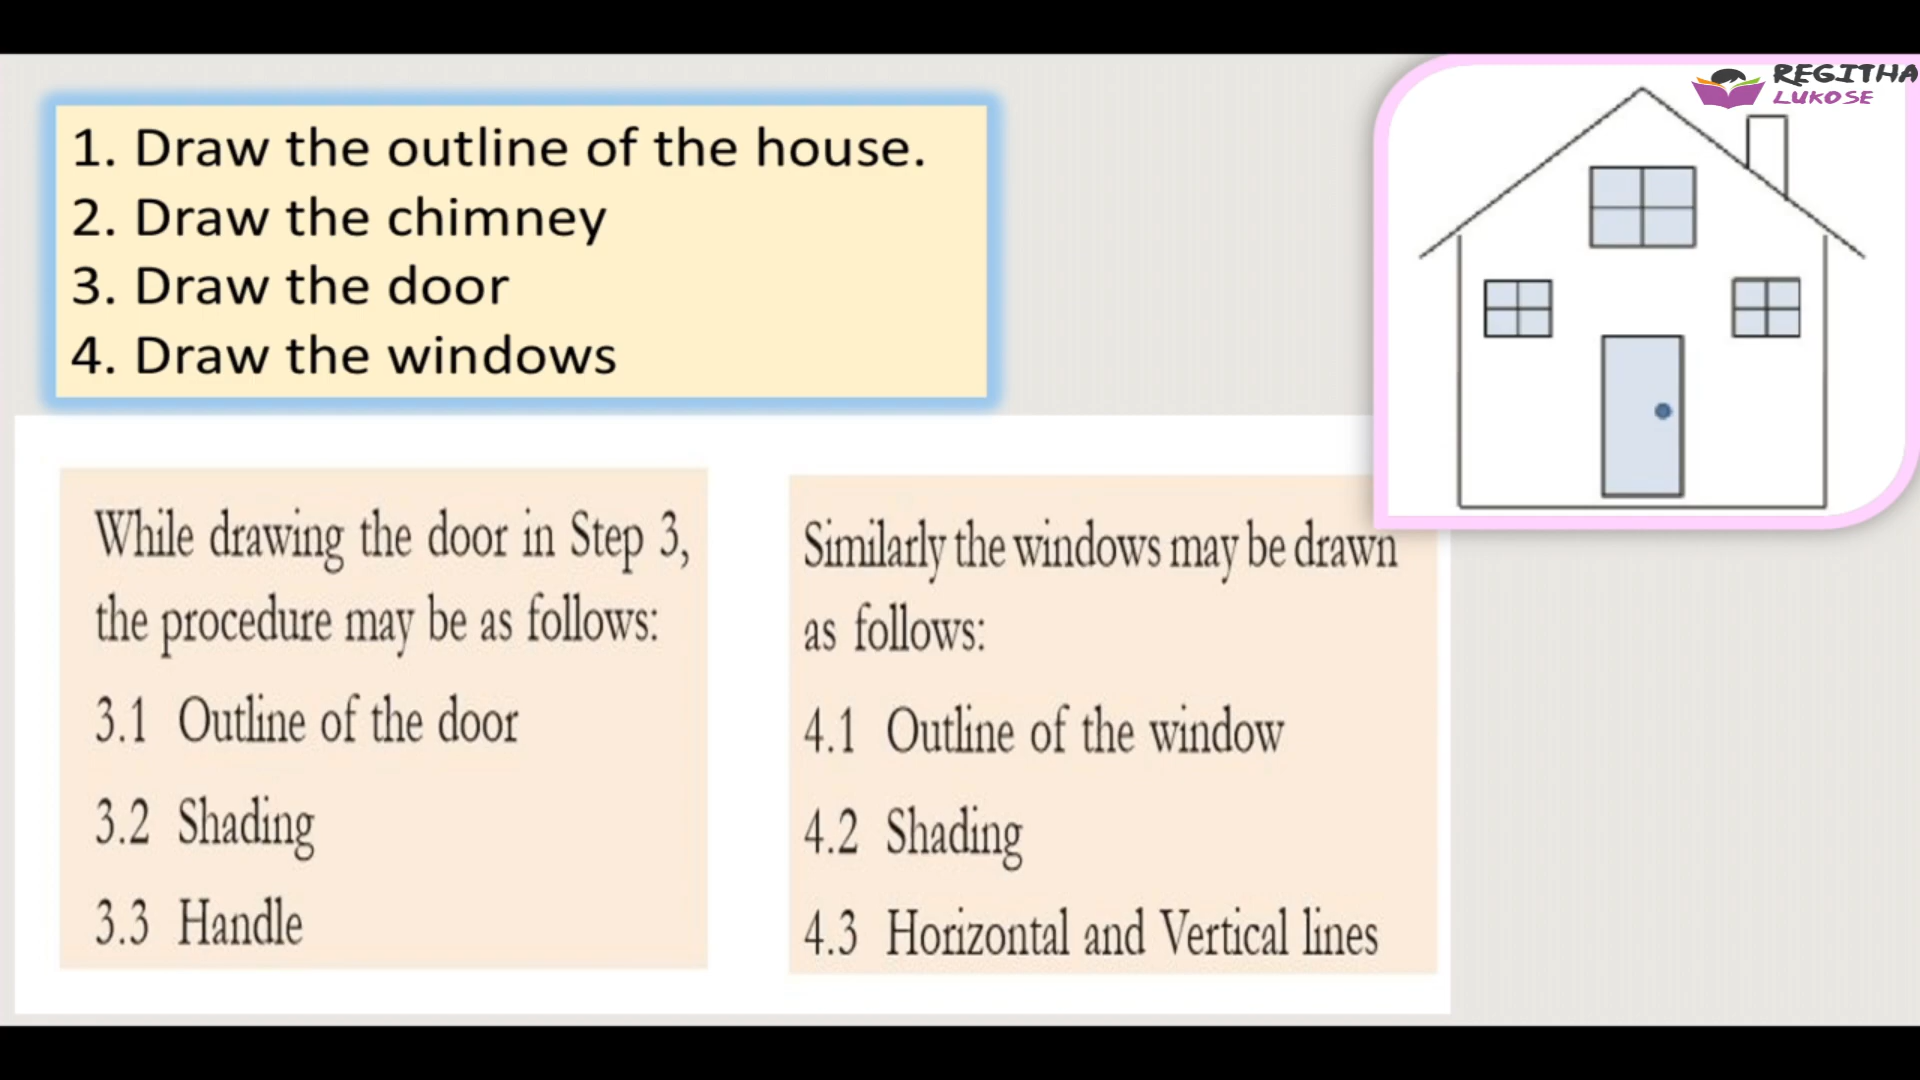 1. Draw the outline of the house.
2. Draw the chimney
3. Draw the door
4. Draw the windows
REGITHA
LUKOSE
While drawing the door in Step 3,
the procedure may be as follows:
3.1 Outline of the door
3.2 Shading
3.3 Handle
Similarly the windows may be drawn
as follows:
4.1 Outline of the window
4.2 Shading
4.3 Horizontal and Vertical lines